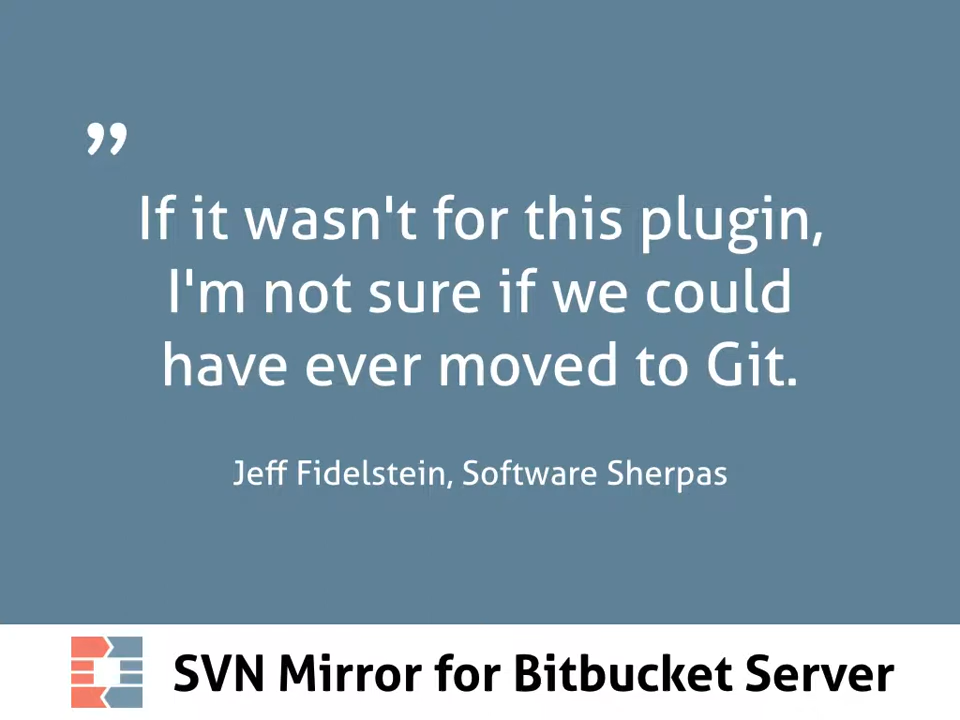 ”
If it wasn't for this plugin,
I'm not sure if we could
have ever moved to Git.
Jeff Fidelstein, Software Sherpas
SVN Mirror for Bitbucket Server